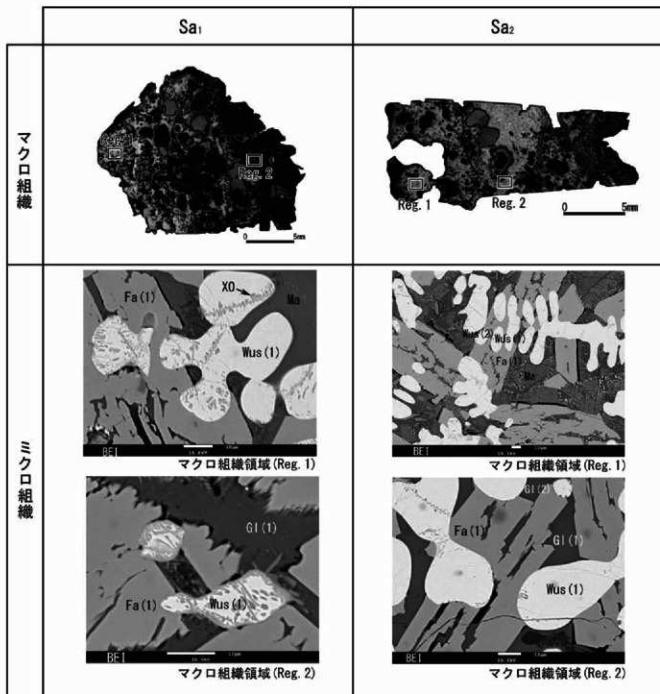 Sa₁
Sa₂
マクロ組織
Reg. 2
0 5mm
Reg. 1
Reg. 2
0 5mm
ミクロ組織
Fa(1)
XO
Ma
Wus(1)
BEI
マクロ組織領域(Reg. 1)
Wus(2)
Wus(1)
Fa(1)
Ma
BEI
マクロ組織領域(Reg. 1)
Gl(1)
Fa(1)
Wus(1)
BEI
マクロ組織領域(Reg. 2)
Gl(2)
Fa(1)
Gl(1)
Wus(1)
BEI
マクロ組織領域(Reg. 2)